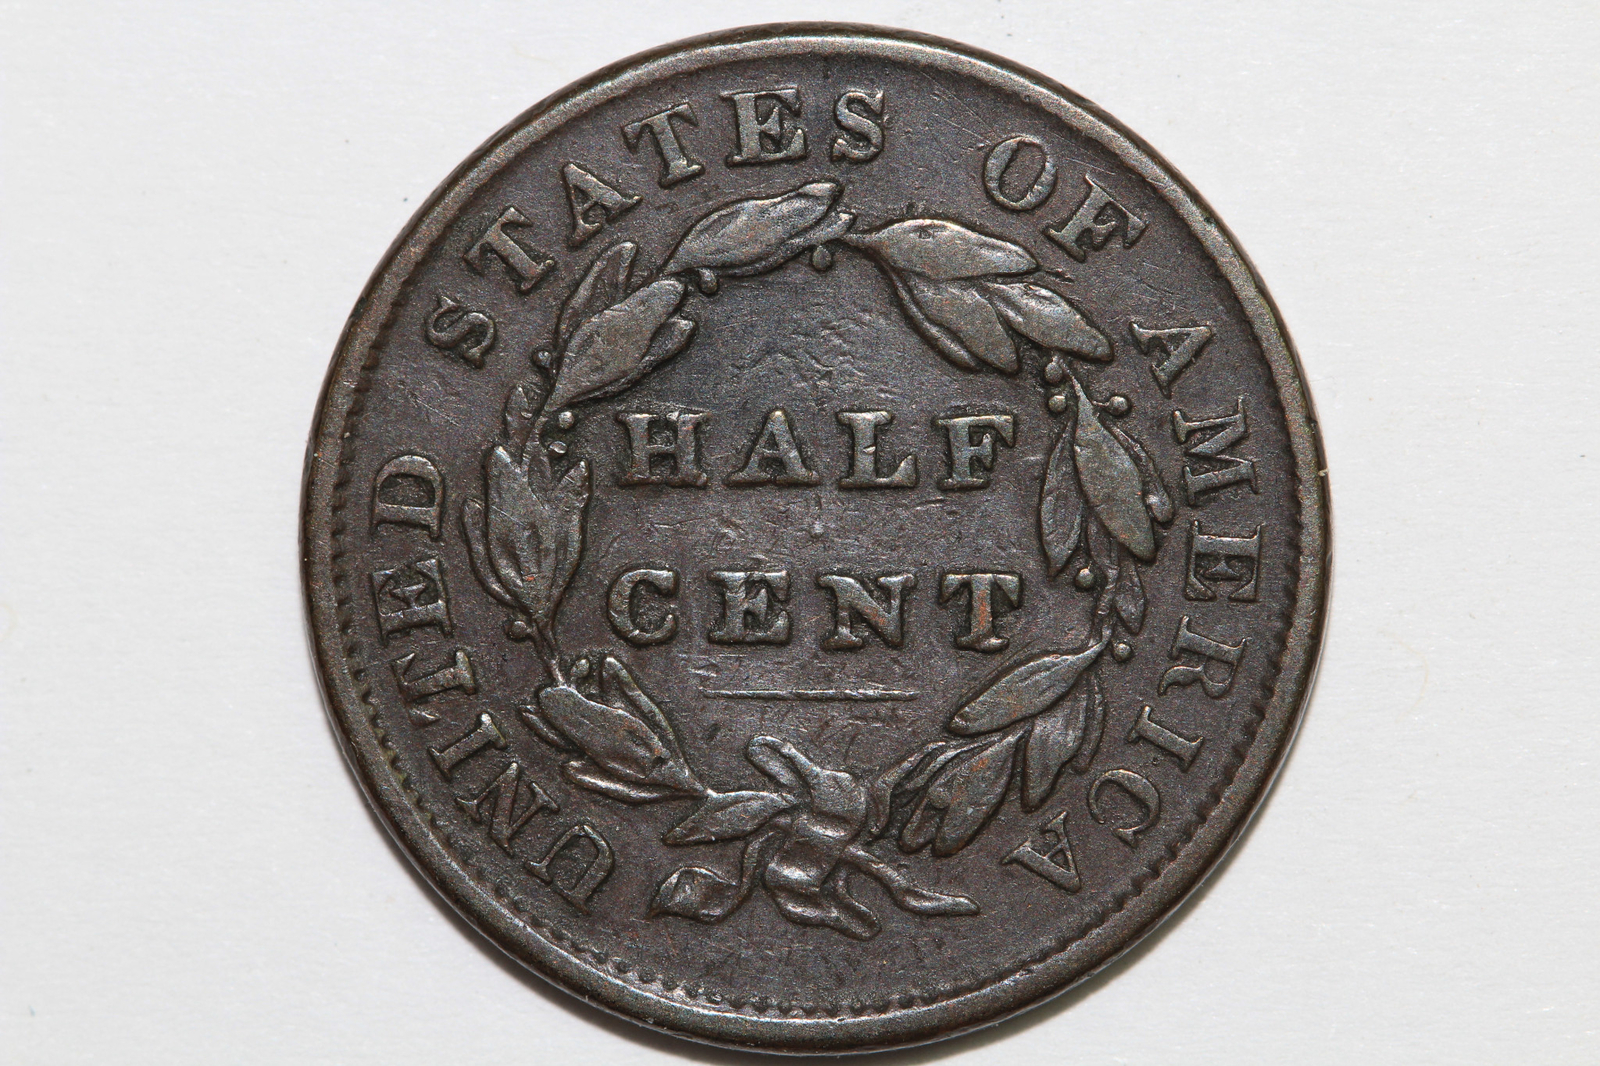 UNITED STATES OF AMERICA
HALF
CENT